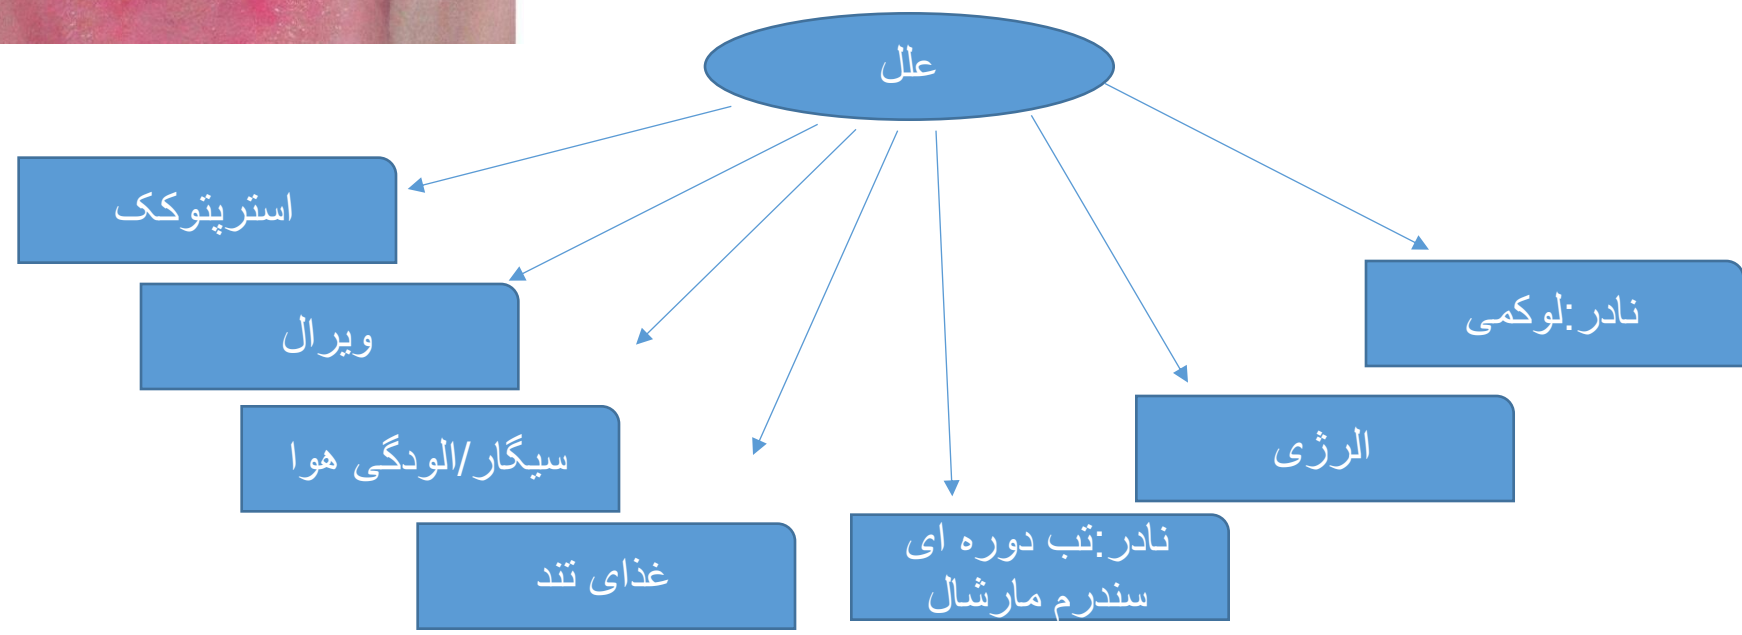 علل
استرپتوکک
ویرال
سیگار/الودگی هوا
غذای تند
نادر:تب دوره ای
سندرم مارشال
الرژی
نادر:لوکمی